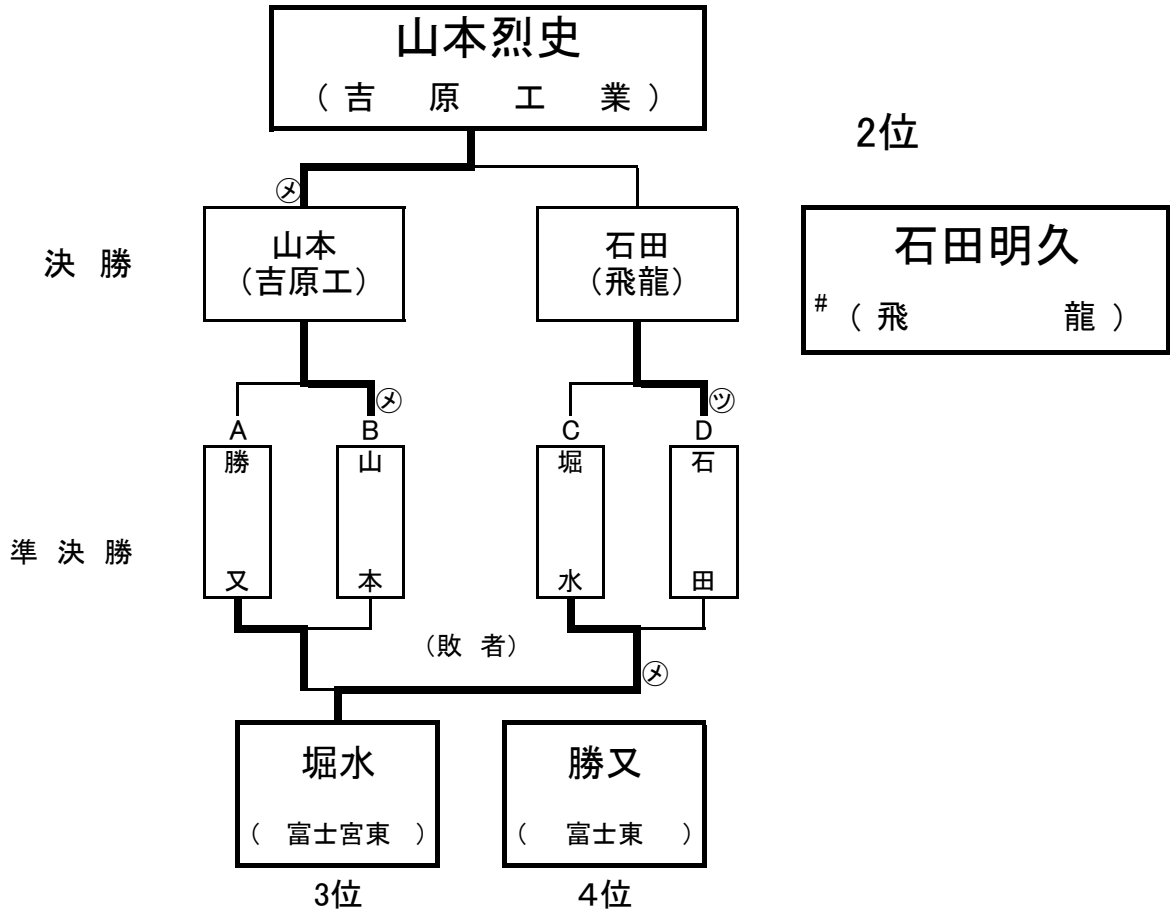 山本烈史
(吉 原 工 業)
2位
㋱
山本
(吉原工)
石田
(飛龍)
石田明久
# (飛 龍)
決 勝
㋱
㋡
A
B
C
D
勝又
山本
堀水
石田
準 決 勝
(敗 者)
㋱
堀水
( 富士宮東 )
3位
勝又
( 富士東 )
4位